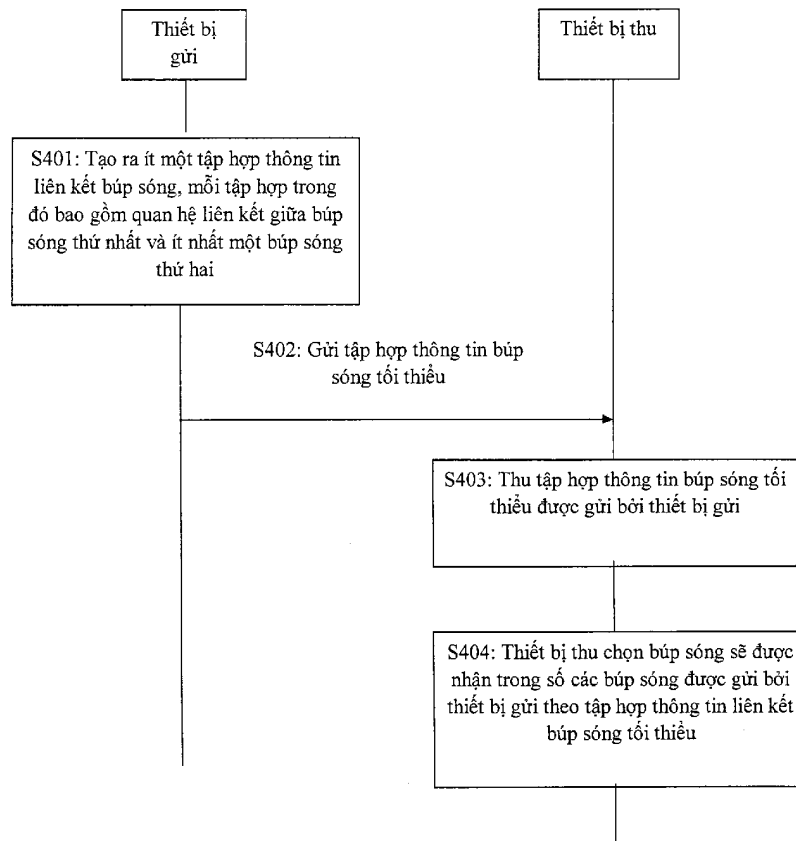 Thiết bị
gửi
Thiết bị thu
S401: Tạo ra ít một tập hợp thông tin
liên kết búp sóng, mỗi tập hợp trong
đó bao gồm quan hệ liên kết giữa búp
sóng thứ nhất và ít nhất một búp sóng
thứ hai
S402: Gửi tập hợp thông tin búp
sóng tối thiểu
S403: Thu tập hợp thông tin búp sóng tối
thiểu được gửi bởi thiết bị gửi
S404: Thiết bị thu chọn búp sóng sẽ được
nhận trong số các búp sóng được gửi bởi
thiết bị gửi theo tập hợp thông tin liên kết
búp sóng tối thiểu